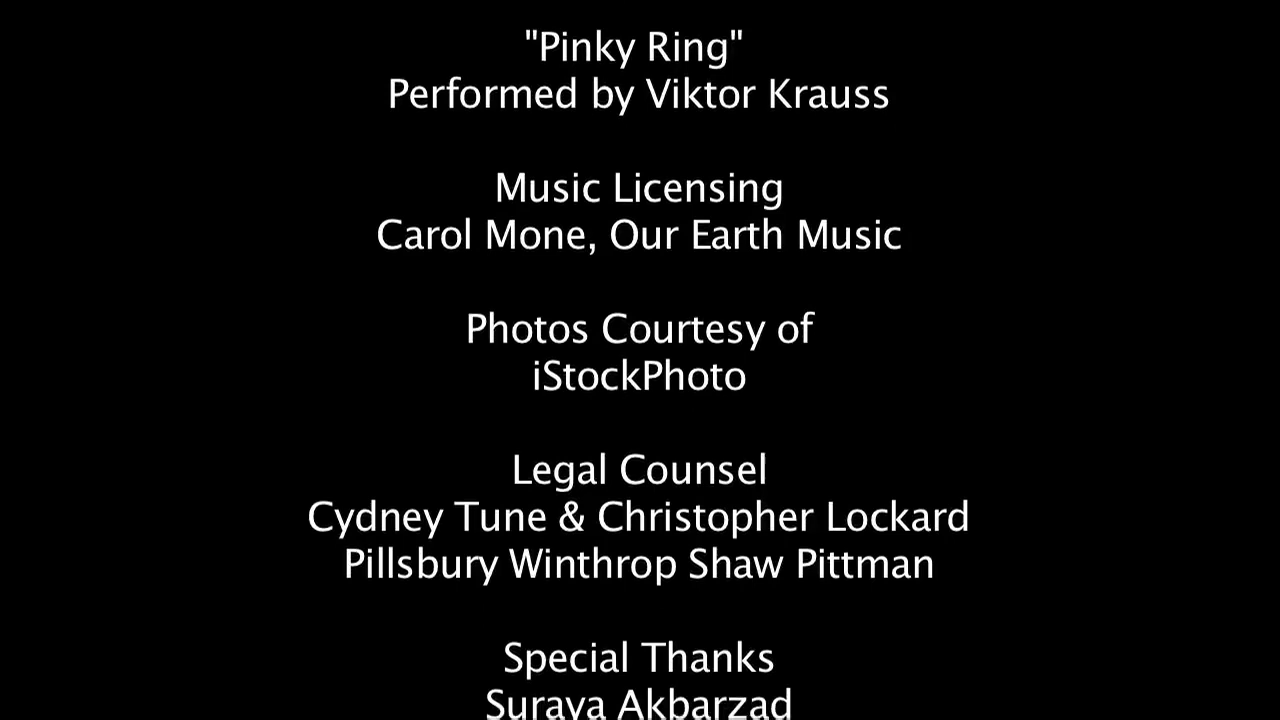 "Pinky Ring"
Performed by Viktor Krauss
Music Licensing
Carol Mone, Our Earth Music
Photos Courtesy of
iStockPhoto
Legal Counsel
Cydney Tune & Christopher Lockard
Pillsbury Winthrop Shaw Pittman
Special Thanks
Suraya Akbarzad